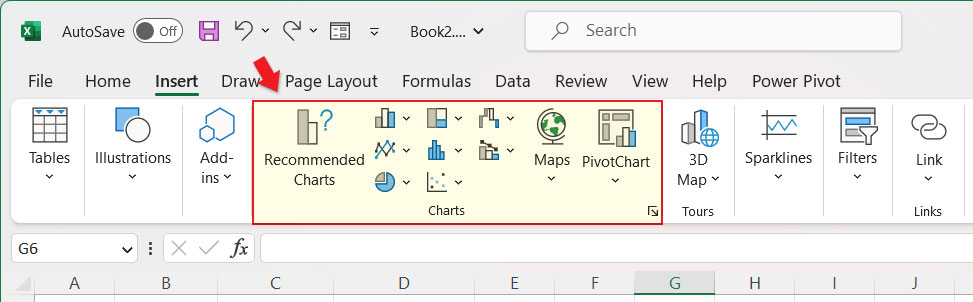 AutoSave Off Book2.... Search
File Home Insert Draw Page Layout Formulas Data Review View Help Power Pivot
Tables Illustrations Add-ins Recommended Charts ? Maps PivotChart 3D Map Sparklines Filters Link
Charts Tours Links
G6 fx
A B C D E F G H I J